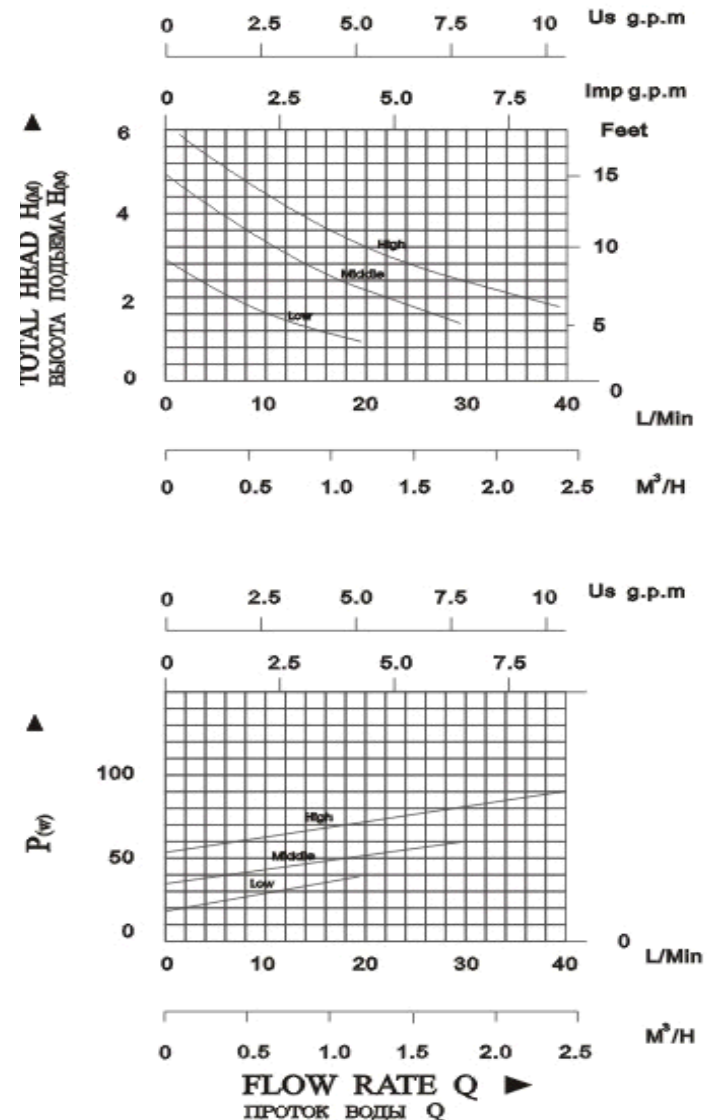 0 2.5 5.0 7.5 10 Us g.p.m
0 2.5 5.0 7.5 Imp g.p.m
Feet
6
4
2
0
15
10
5
0
TOTAL HEAD H(M)
ВЫСОТА ПОДЬЕМА H(M)
High
Middle
Low
0 10 20 30 40
L/Min
0 0.5 1.0 1.5 2.0 2.5 M³/H
0 2.5 5.0 7.5 10 Us g.p.m
0 2.5 5.0 7.5
100
50
0
P(w)
High
Middle
Low
0
0 10 20 30 40 L/Min
0 0.5 1.0 1.5 2.0 2.5 M³/H
FLOW RATE Q
ПРОТОК ВОДЫ Q